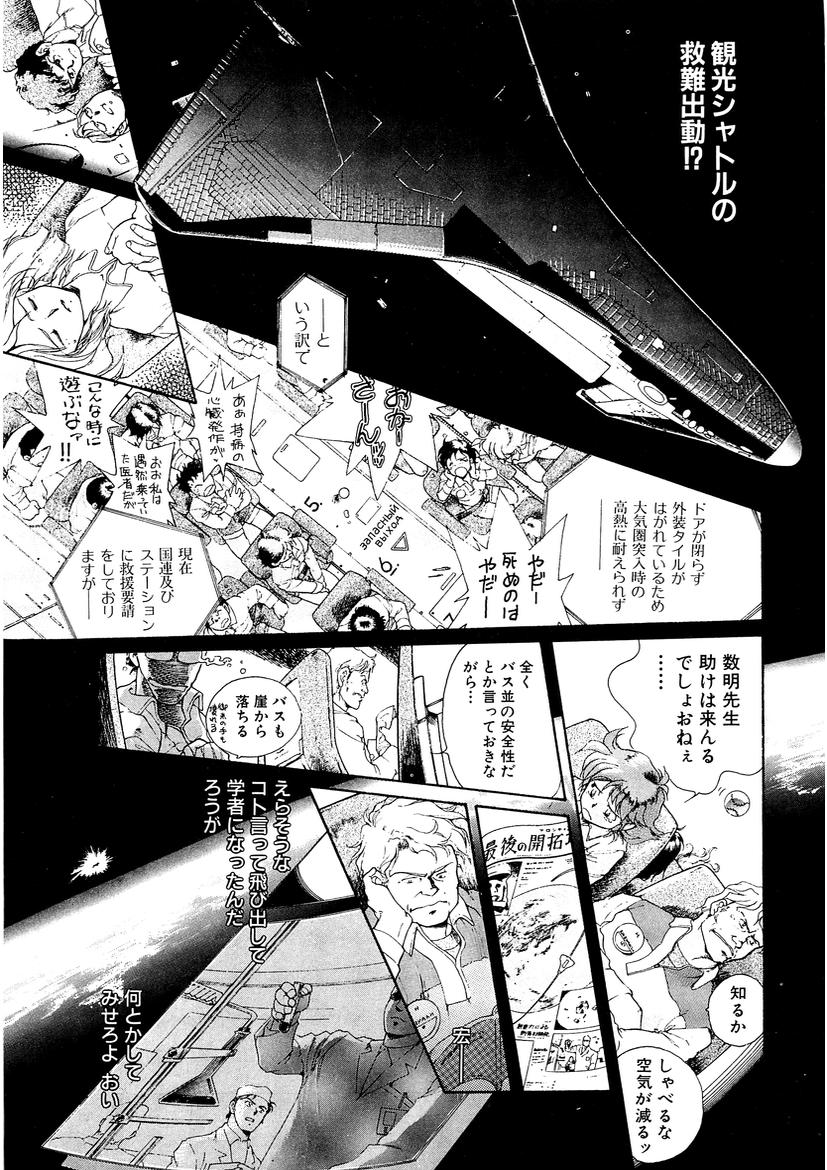 観光シャトルの
救難出動!?
――と
いう訳で
ドアが閉らず
外装タイルが
はがれているため
大気圏突入時の
高熱に耐えられず
――――
おかー
さーんッ
ああ持病の
心臓発作が
おお私は
偶然乗ってい
た医者だが
こんな時に
遊ぶなァ!!
5.
ЗАПАСНЫЙ
ВЫХОД
6.
やだー
死ぬのは
やだ――
現在
国連及び
ステーション
に救援要請
をしており
ますが――
数明先生
助けは来んる
でしょおねぇ
……
全く
バス並の安全性だ
とか言っておきな
がら…
バスも
崖から
落ちる
最後の開拓
知るか
しゃべるな
空気が減るッ
えらそうな
コト言って飛び出して
学者になったんだ
ろうが
宏――
何とかして
みせろよ おい